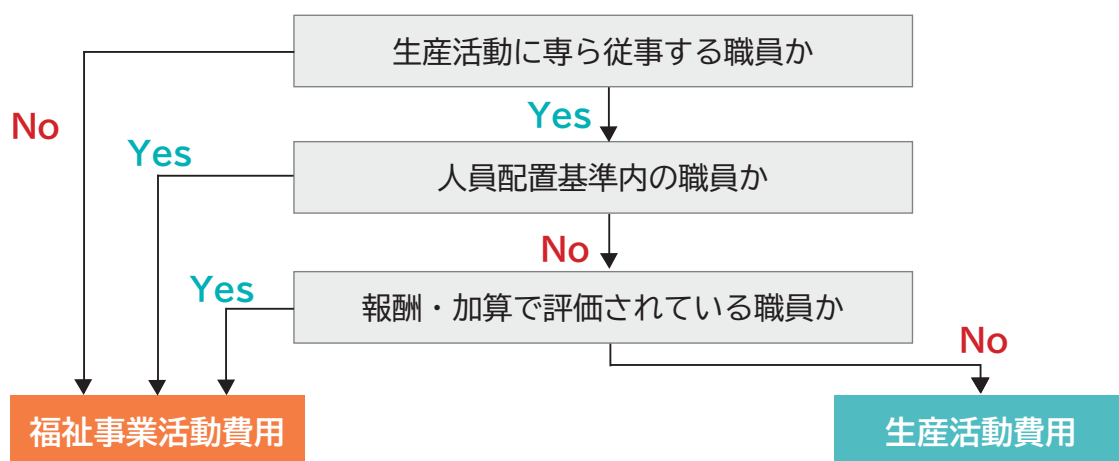 生産活動に専ら従事する職員か
No
Yes
Yes
人員配置基準内の職員か
No
Yes
報酬・加算で評価されている職員か
No
福祉事業活動費用
生産活動費用